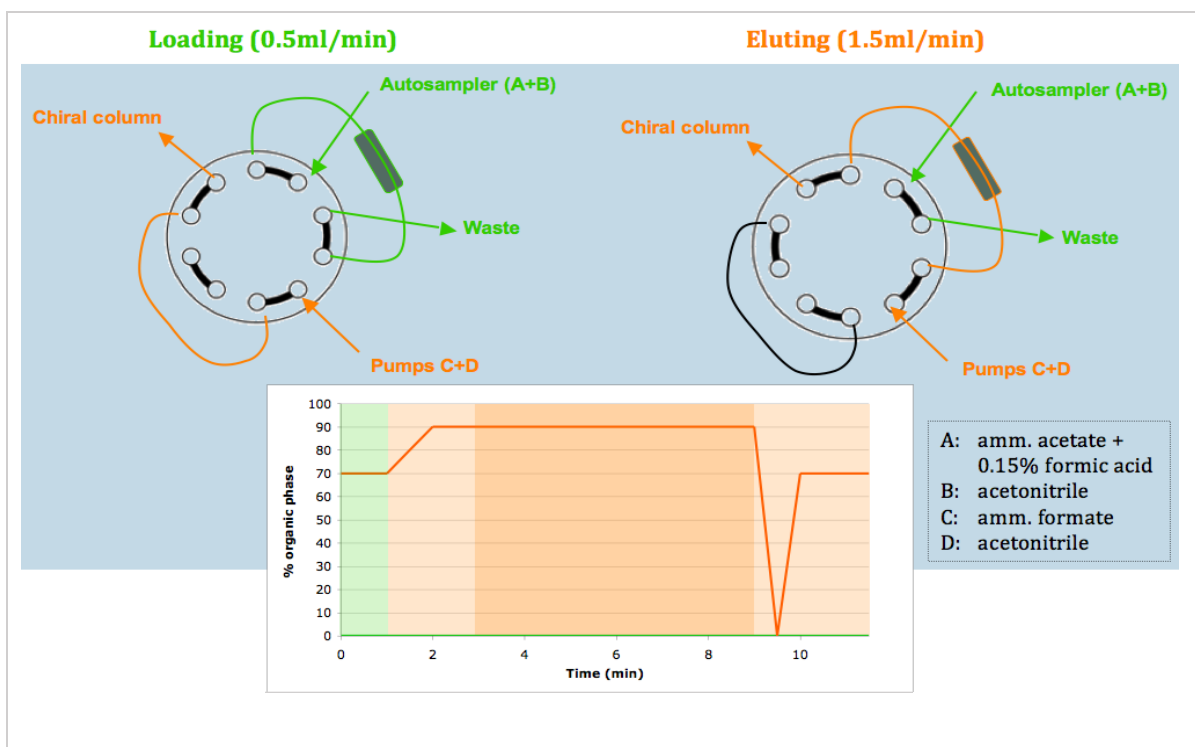 Loading (0.5ml/min)
Eluting (1.5ml/min)
Autosampler (A+B)
Chiral column
Waste
Pumps C+D
Autosampler (A+B)
Chiral column
Waste
Pumps C+D
100
90
80
70
60
50
40
30
20
10
0
% organic phase
0 2 4 6 8 10
Time (min)
A: amm. acetate +
0.15% formic acid
B: acetonitrile
C: amm. formate
D: acetonitrile